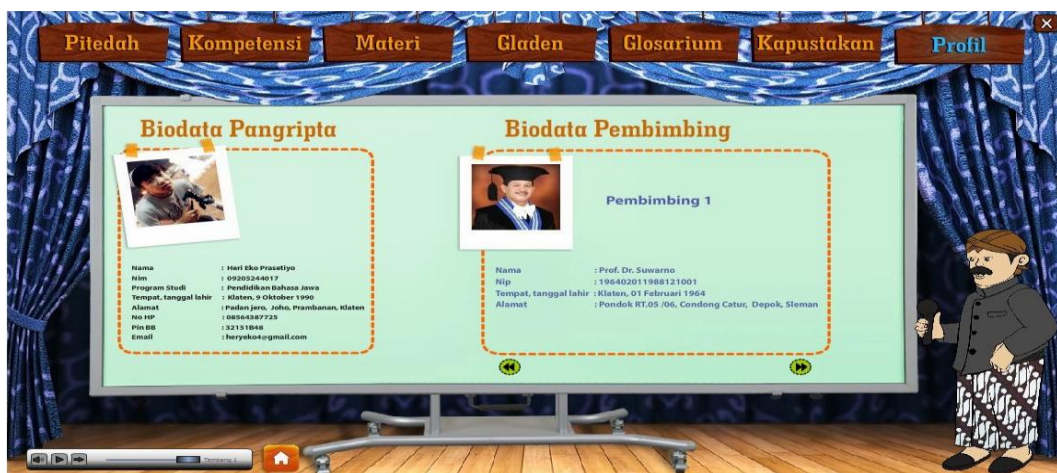 Pitedah Kompetensi Materi Gladen Glosarium Kapustakan Profil
Biodata Pangripta
Nama : Heri Eko Prasetiyo
Nim : 09205244017
Program Studi : Pendidikan Bahasa Jawa
Tempat, tanggal lahir : Klaten, 9 Oktober 1990
Alamat : Padan jero, Joho, Prambanan, Klaten
No HP : 08564387725
Pin BB : 32151B48
Email : heryeko4@gmail.com
Biodata Pembimbing
Pembimbing 1
Nama : Prof. Dr. Suwarno
Nip : 196402011988121001
Tempat, tanggal lahir : Klaten, 01 Februari 1964
Alamat : Pondok RT.05 /06, Condong Catur, Depok, Sleman
Tembang 1